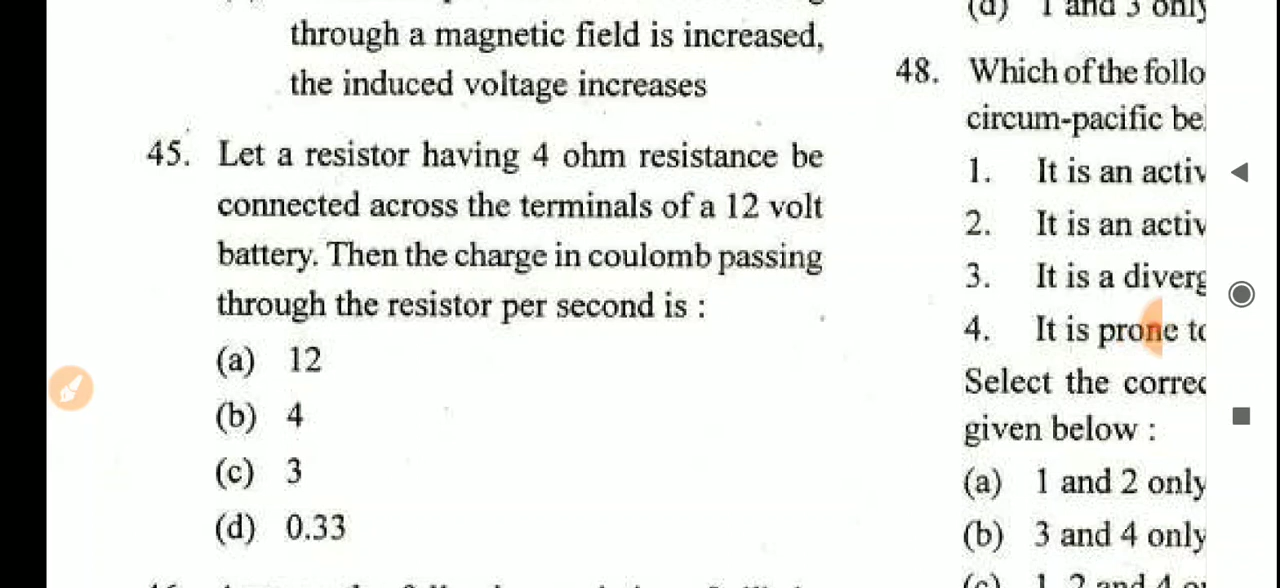 through a magnetic field is increased,
the induced voltage increases
45. Let a resistor having 4 ohm resistance be
connected across the terminals of a 12 volt
battery. Then the charge in coulomb passing
through the resistor per second is :
(a) 12
(b) 4
(c) 3
(d) 0.33
(d) 1 and 3 only
48. Which of the follo
circum-pacific be
1. It is an activ
2. It is an activ
3. It is a diverg
4. It is prone to
Select the correc
given below :
(a) 1 and 2 only
(b) 3 and 4 only
(c) 1, 2 and 4